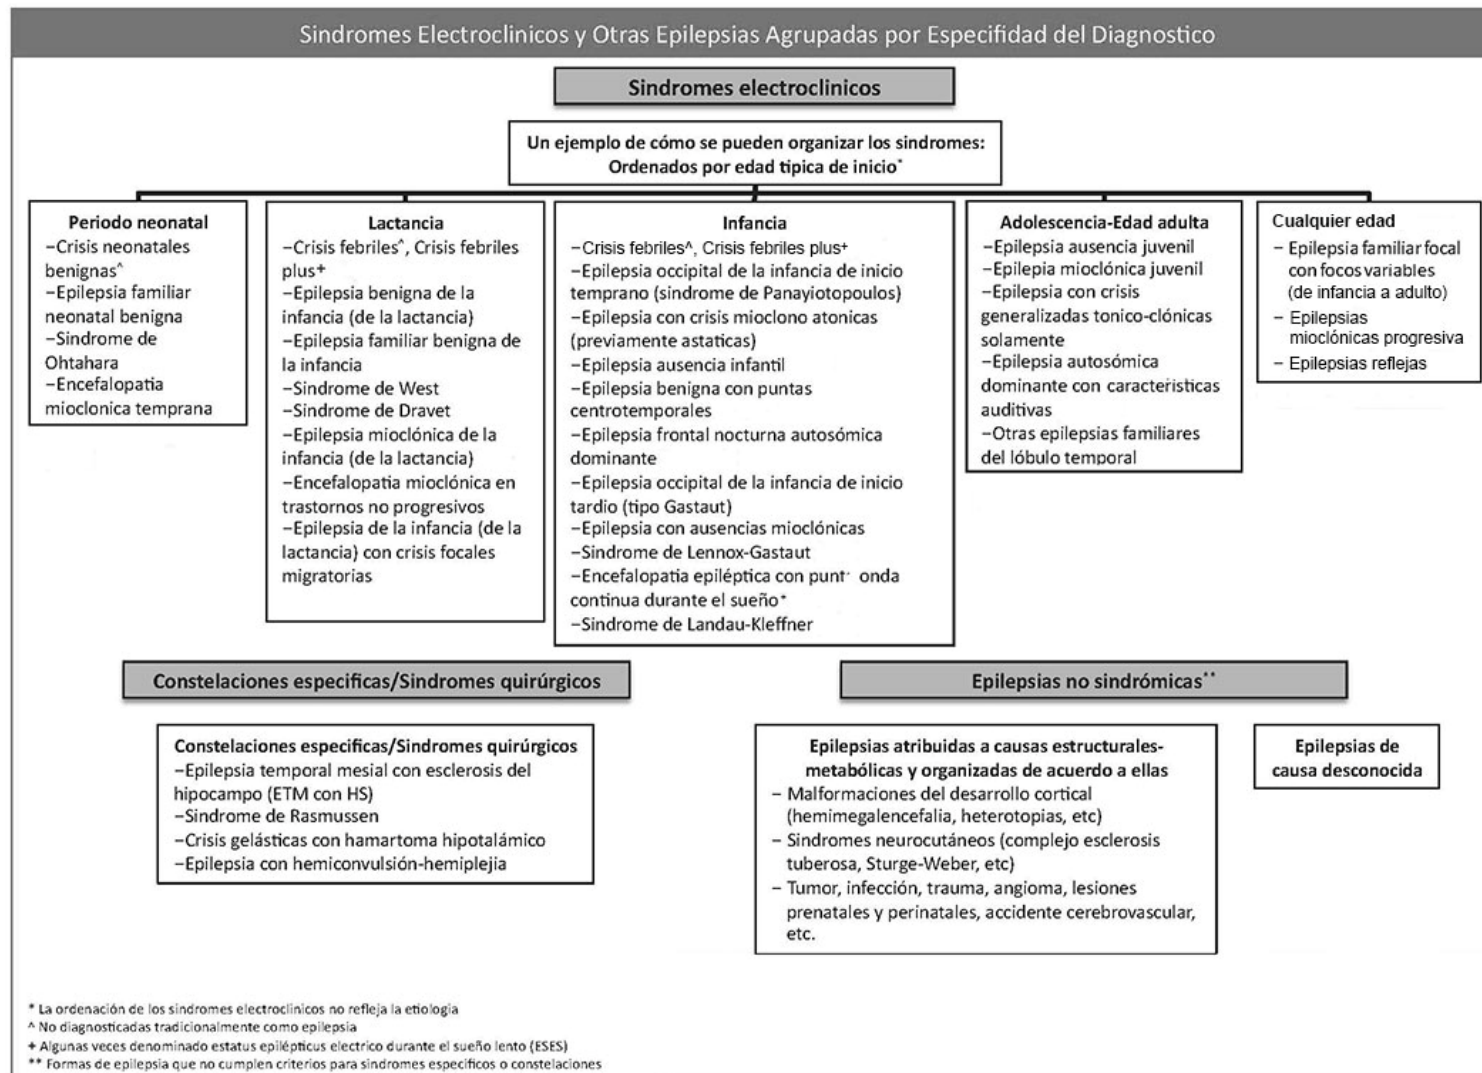 Sindromes Electroclinicos y Otras Epilepsias Agrupadas por Especifidad del Diagnostico
Sindromes electroclinicos
Un ejemplo de cómo se pueden organizar los sindromes:
Ordenados por edad tipica de inicio*
Periodo neonatal
–Crisis neonatales
benignas^
–Epilepsia familiar
neonatal benigna
–Sindrome de
Ohtahara
–Encefalopatia
mioclonica temprana
Lactancia
–Crisis febriles^, Crisis febriles
plus+
–Epilepsia benigna de la
infancia (de la lactancia)
–Epilepsia familiar benigna de
la infancia
–Sindrome de West
–Sindrome de Dravet
–Epilepsia mioclónica de la
infancia (de la lactancia)
–Encefalopatia mioclónica en
trastornos no progresivos
–Epilepsia de la infancia (de la
lactancia) con crisis focales
migratorias
Infancia
–Crisis febriles^, Crisis febriles plus+
–Epilepsia occipital de la infancia de inicio
temprano (sindrome de Panayiotopoulos)
–Epilepsia con crisis mioclono atonicas
(previamente astaticas)
–Epilepsia ausencia infantil
–Epilepsia benigna con puntas
centrotemporales
–Epilepsia frontal nocturna autosómica
dominante
–Epilepsia occipital de la infancia de inicio
tardio (tipo Gastaut)
–Epilepsia con ausencias mioclónicas
–Sindrome de Lennox-Gastaut
–Encefalopatia epiléptica con punt onda
continua durante el sueño+
–Sindrome de Landau-Kleffner
Adolescencia-Edad adulta
–Epilepsia ausencia juvenil
–Epilepia mioclónica juvenil
–Epilepsia con crisis
generalizadas tonico-clónicas
solamente
–Epilepsia autosómica
dominante con caracteristicas
auditivas
–Otras epilepsias familiares
del lóbulo temporal
Cualquier edad
– Epilepsia familiar focal
con focos variables
(de infancia a adulto)
– Epilepsias
mioclónicas progresiva
– Epilepsias reflejas
Constelaciones especificas/Sindromes quirúrgicos
Constelaciones especificas/Sindromes quirúrgicos
–Epilepsia temporal mesial con esclerosis del
hipocampo (ETM con HS)
–Sindrome de Rasmussen
–Crisis gelásticas con hamartoma hipotalámico
–Epilepsia con hemiconvulsión-hemiplejia
Epilepsias no sindrómicas**
Epilepsias atribuidas a causas estructurales-
metabólicas y organizadas de acuerdo a ellas
– Malformaciones del desarrollo cortical
(hemimegalencefalia, heterotopias, etc)
– Sindromes neurocutáneos (complejo esclerosis
tuberosa, Sturge-Weber, etc)
– Tumor, infección, trauma, angioma, lesiones
prenatales y perinatales, accidente cerebrovascular,
etc.
Epilepsias de
causa desconocida
* La ordenación de los sindromes electroclinicos no refleja la etiologia
^ No diagnosticadas tradicionalmente como epilepsia
+ Algunas veces denominado estatus epilépticus electrico durante el sueño lento (ESES)
** Formas de epilepsia que no cumplen criterios para sindromes especificos o constelaciones